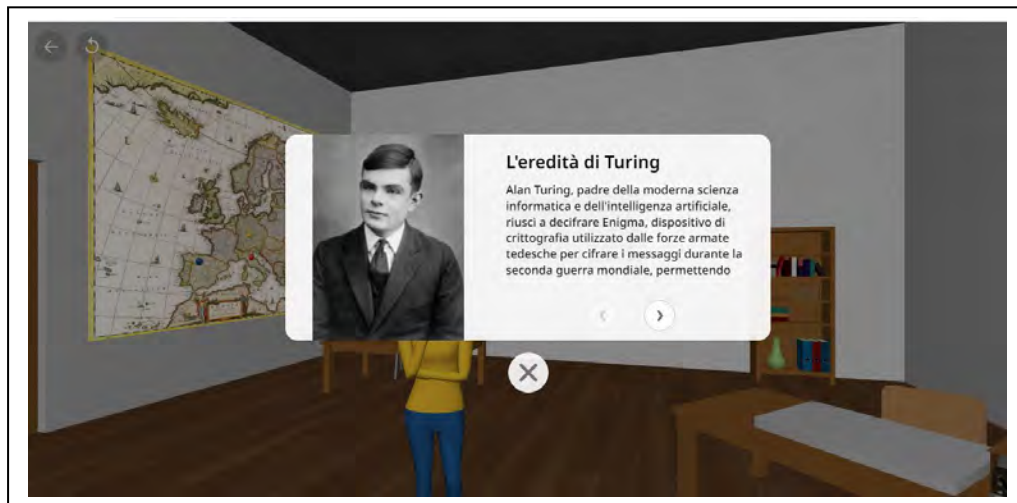 L'eredità di Turing
Alan Turing, padre della moderna scienza
informatica e dell'intelligenza artificiale,
riusci a decifrare Enigma, dispositivo di
crittografia utilizzato dalle forze armate
tedesche per cifrare i messaggi durante la
seconda guerra mondiale, permettendo